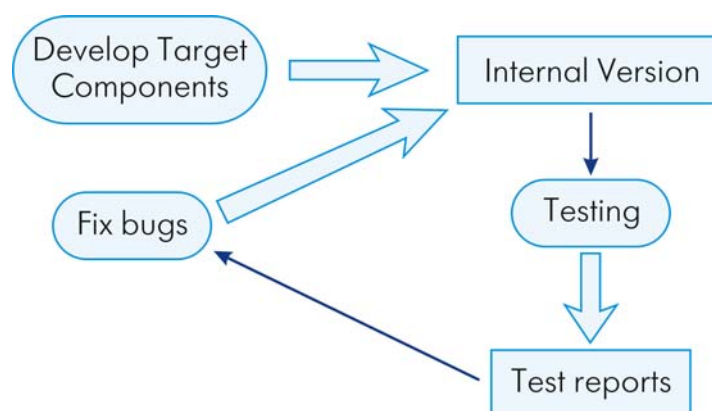 Develop Target
Components
Internal Version
Fix bugs
Testing
Test reports